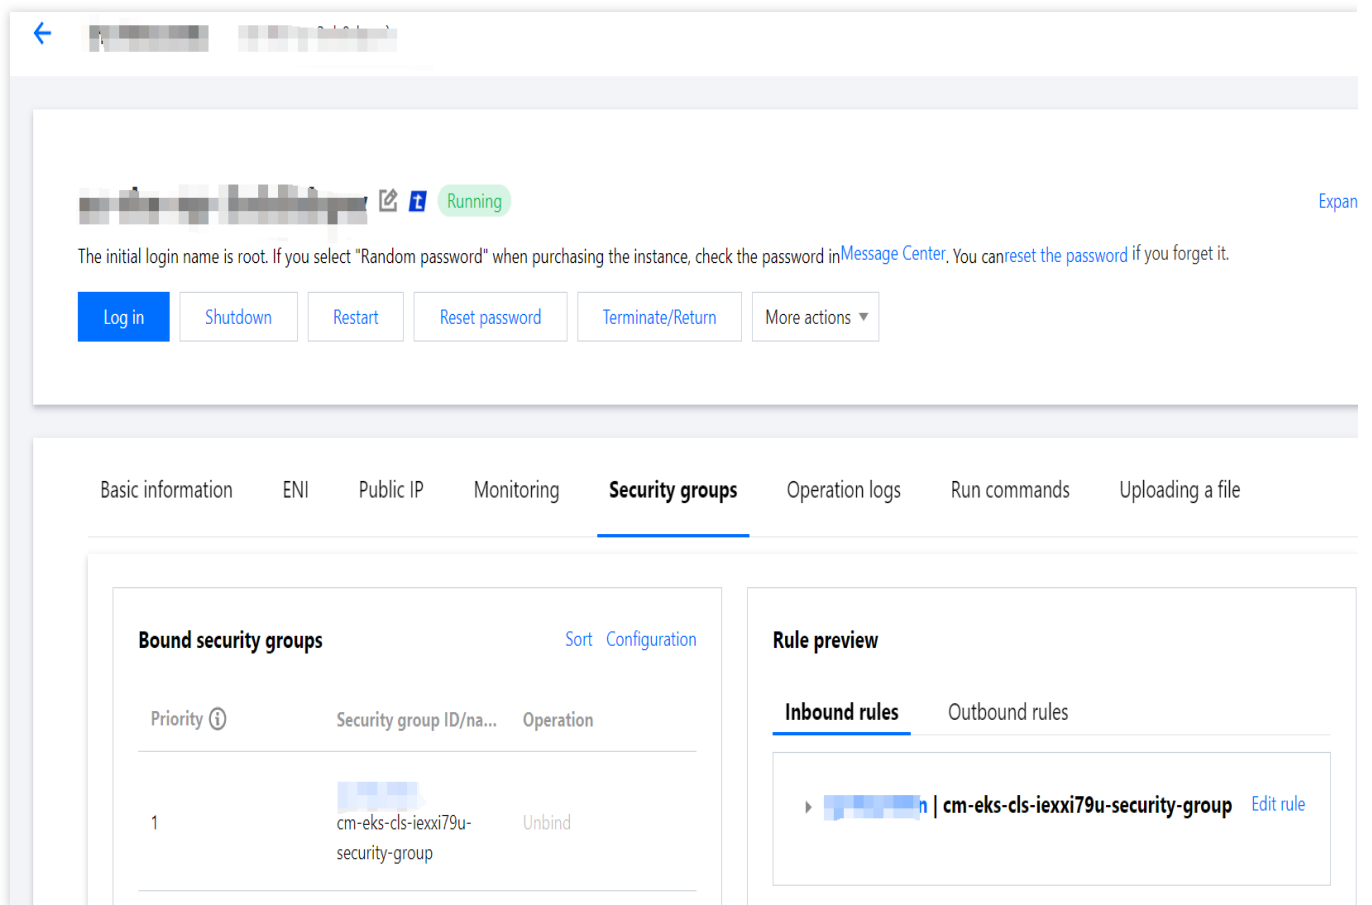 Running
Expan
The initial login name is root. If you select "Random password" when purchasing the instance, check the password inMessage Center. You canreset the password if you forget it.
Log in Shutdown Restart Reset password Terminate/Return More actions
Basic information ENI Public IP Monitoring Security groups Operation logs Run commands Uploading a file
Bound security groups Sort Configuration
Priority Security group ID/na... Operation
1 cm-eks-cls-iexxi79u-
security-group Unbind
Rule preview
Inbound rules Outbound rules
n | cm-eks-cls-iexxi79u-security-group Edit rule